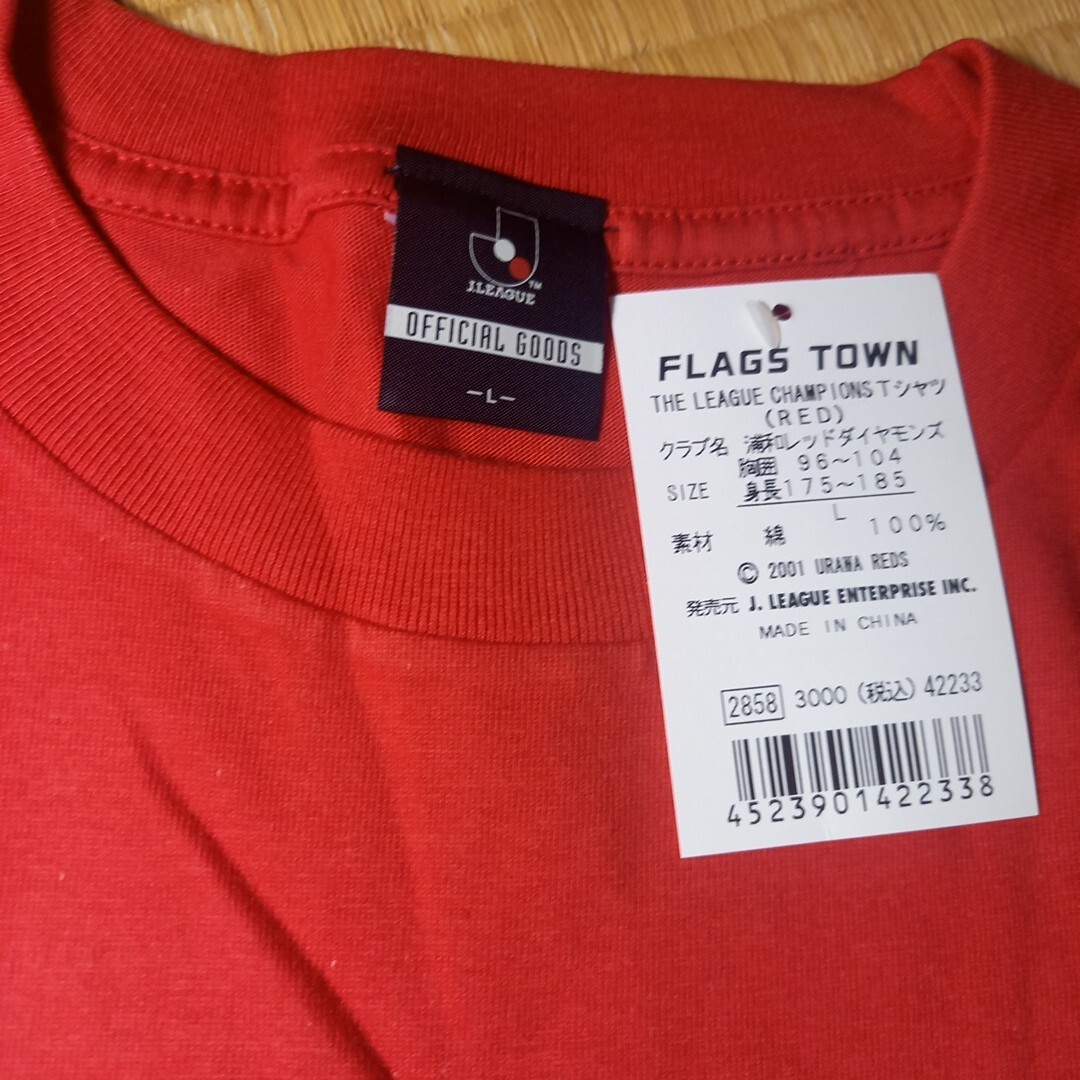 J.LEAGUE™
OFFICIAL GOODS
-L-
FLAGS TOWN
THE LEAGUE CHAMPIONS Tシャツ
(RED)
クラブ名 浦和レッドダイヤモンズ
胸囲 96~104
SIZE 身長175~185
L
素材 綿 100%
© 2001 URAWA REDS
発売元 J. LEAGUE ENTERPRISE INC.
MADE IN CHINA
2858 3000(税込)42233
4523901422338